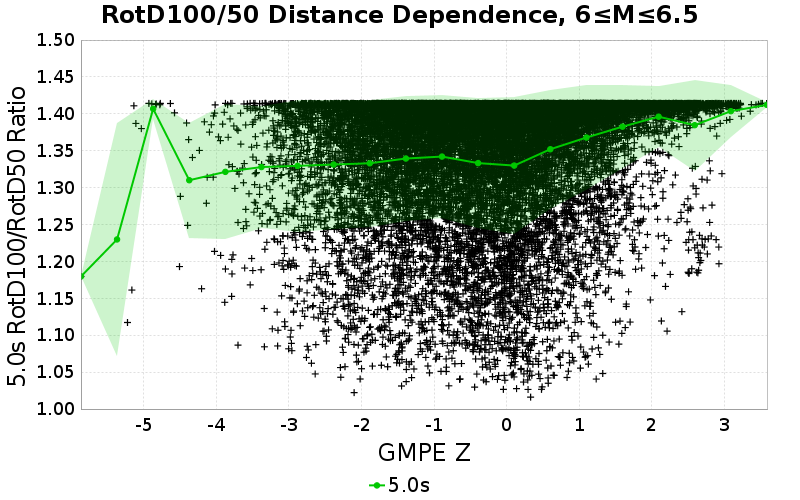 RotD100/50 Distance Dependence, 6≤M≤6.5
5.0s RotD100/RotD50 Ratio
1.50
1.45
1.40
1.35
1.30
1.25
1.20
1.15
1.10
1.05
1.00
-5 -4 -3 -2 -1 0 1 2 3
GMPE Z
5.0s